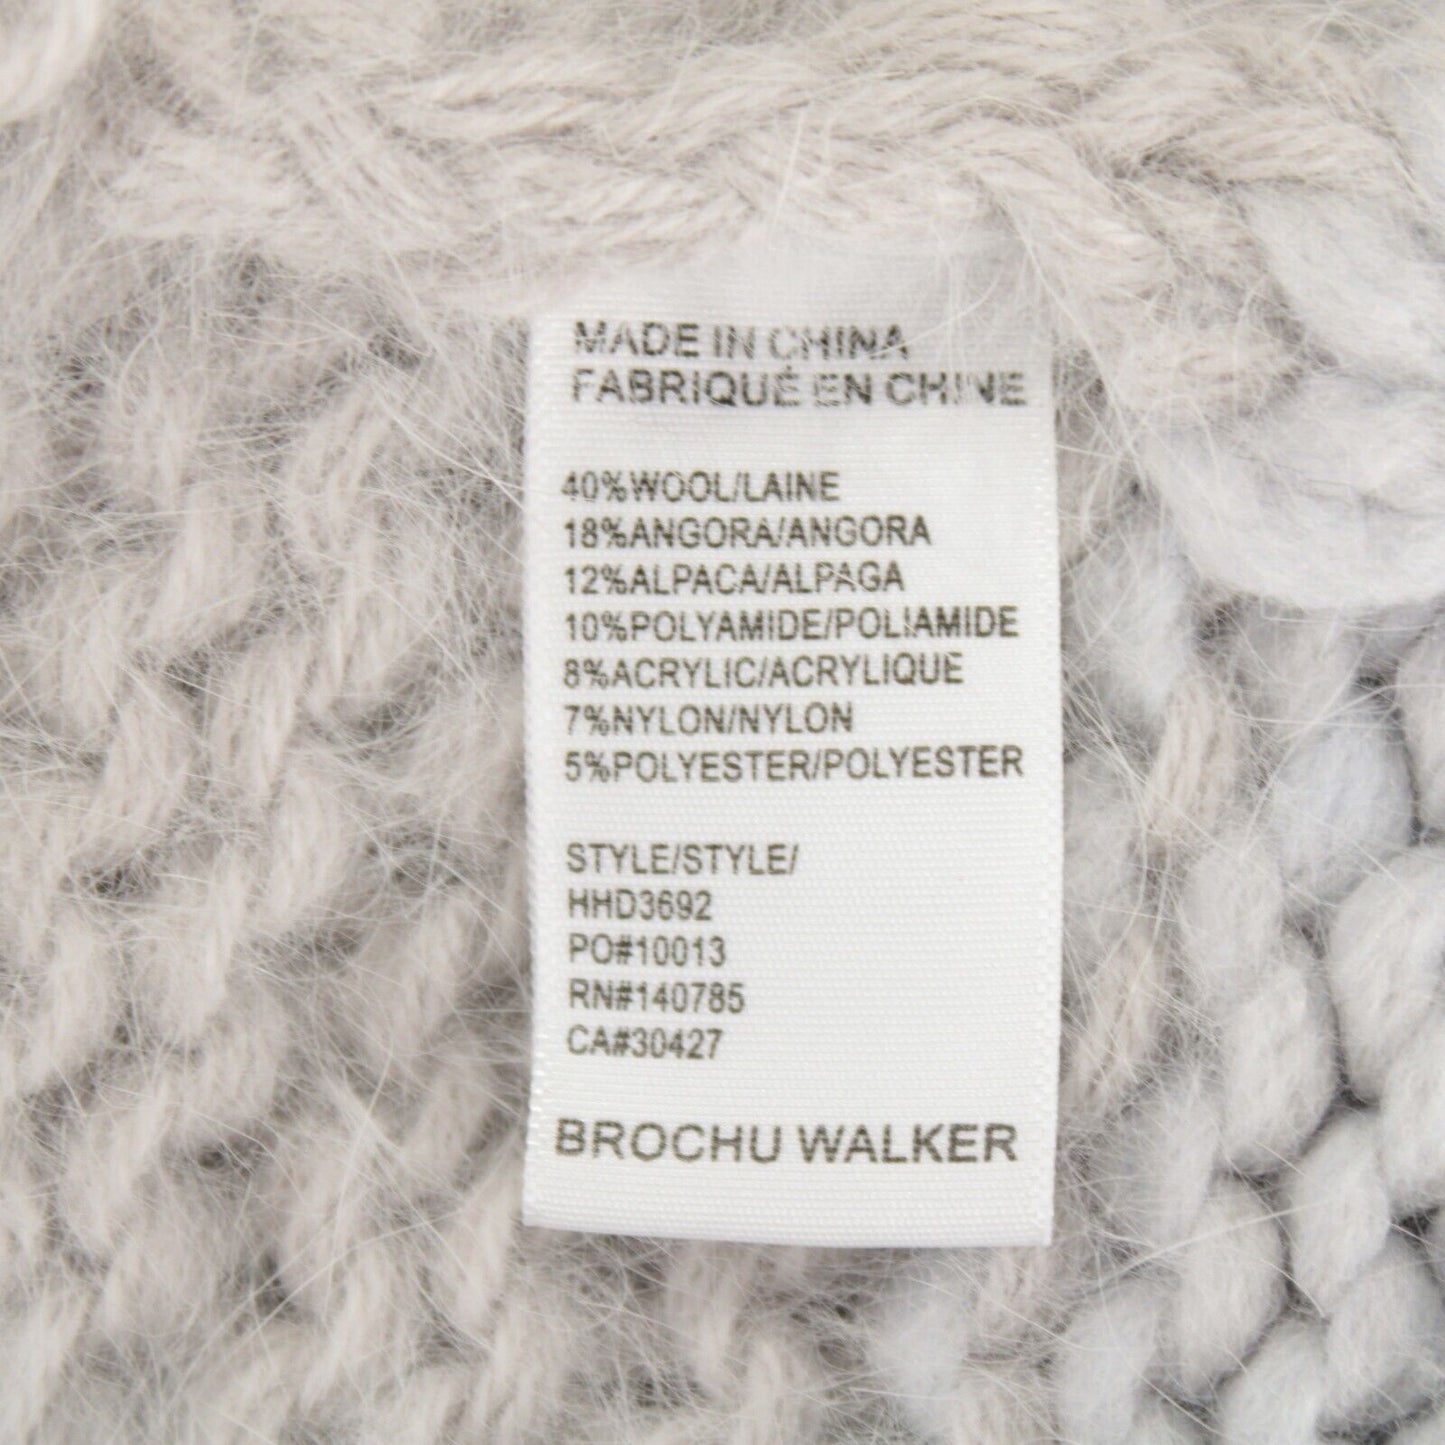 MADE IN CHINA
FABRIQUÉ EN CHINE
40%WOOL/LAINE
18%ANGORA/ANGORA
12%ALPACA/ALPAGA
10%POLYAMIDE/POLIAMIDE
8%ACRYLIC/ACRYLIQUE
7%NYLON/NYLON
5%POLYESTER/POLYESTER
STYLE/STYLE/
HHD3692
PO#10013
RN#140785
CA#30427
BROCHU WALKER